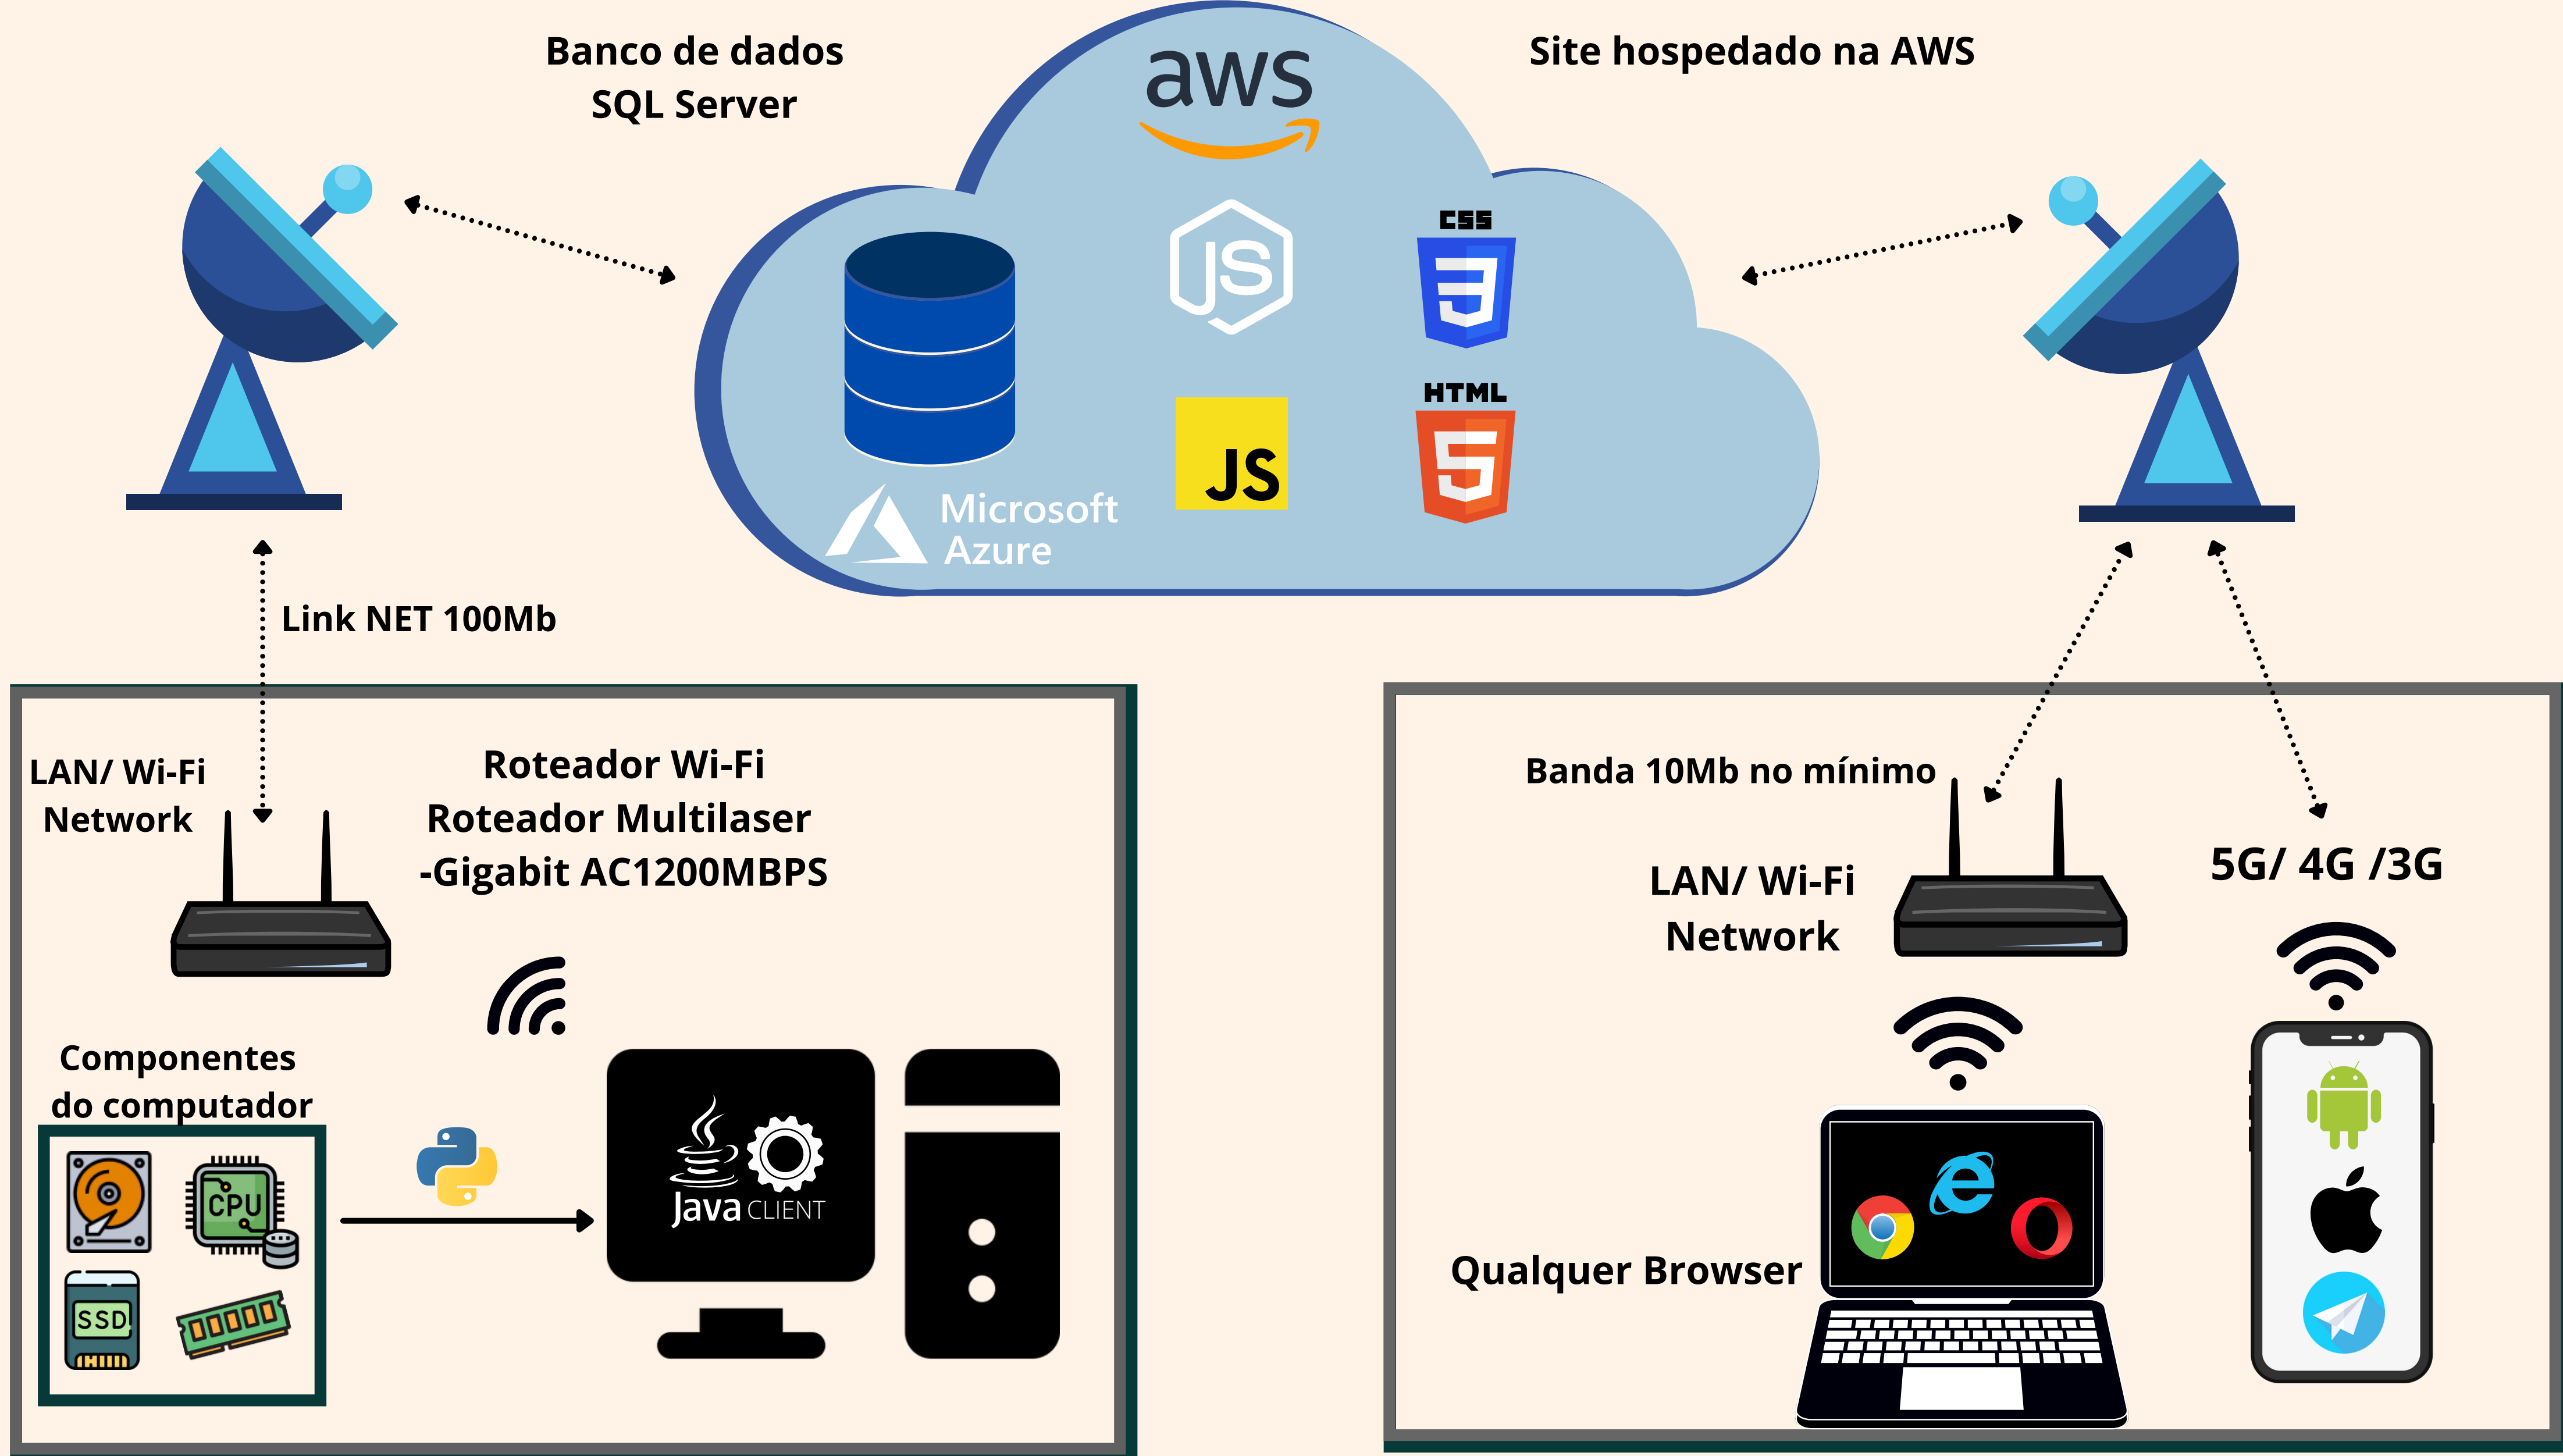 Banco de dados
SQL Server
aws
Site hospedado na AWS
JS
CSS
3
HTML
5
JS
Microsoft
Azure
Link NET 100Mb
LAN/ Wi-Fi
Network
Roteador Wi-Fi
Roteador Multilaser
-Gigabit AC1200MBPS
Componentes
do computador
CPU
SSD
Java CLIENT
Banda 10Mb no mínimo
LAN/ Wi-Fi
Network
5G/ 4G /3G
Qualquer Browser